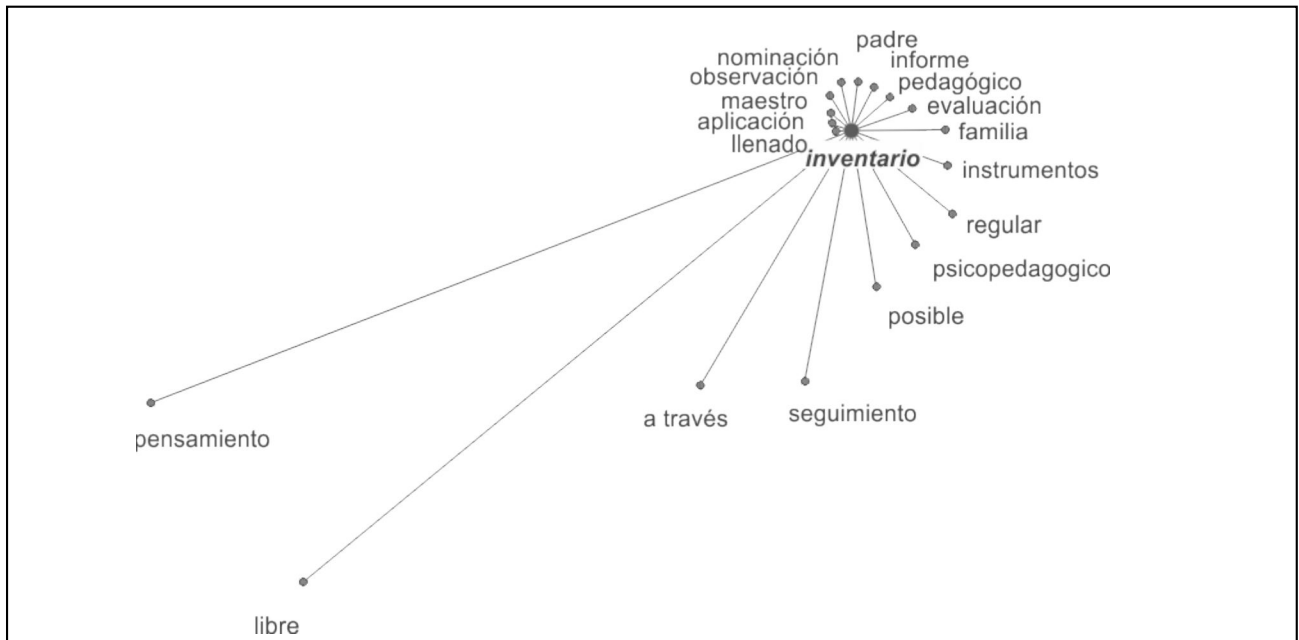 padre
nominación
informe
observación
pedagógico
maestro
evaluación
aplicación
familia
llenado
inventario
instrumentos
regular
psicopedagogico
posible
a través
seguimiento
pensamiento
libre